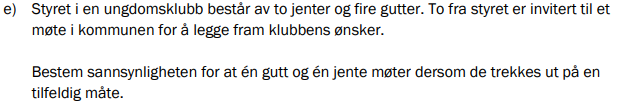 e) Styret i en ungdomsklubb består av to jenter og fire gutter. To fra styret er invitert til et
møte i kommunen for å legge fram klubbens ønsker.
Bestem sannsynligheten for at én gutt og én jente møter dersom de trekkes ut på en
tilfeldig måte.